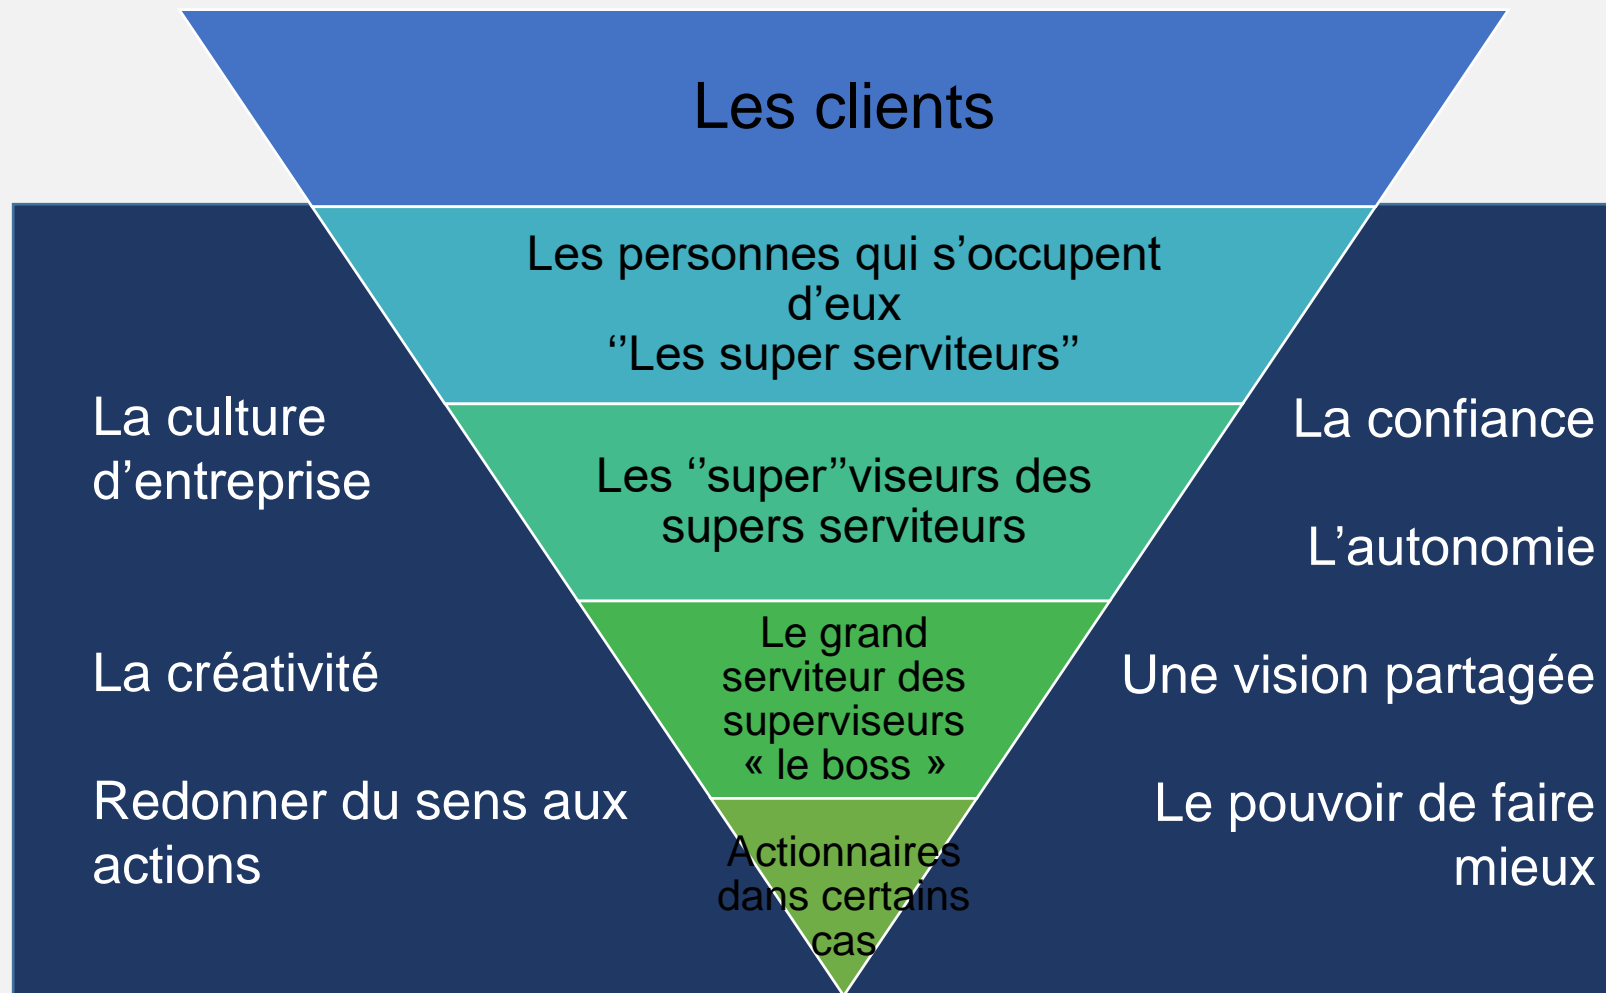 Les clients
Les personnes qui s’occupent
d’eux
‘’Les super serviteurs’’
Les ‘’super’’viseurs des
supers serviteurs
Le grand
serviteur des
superviseurs
« le boss »
Actionnaires
dans certains
cas
La culture
d’entreprise
La créativité
Redonner du sens aux
actions
La confiance
L’autonomie
Une vision partagée
Le pouvoir de faire
mieux